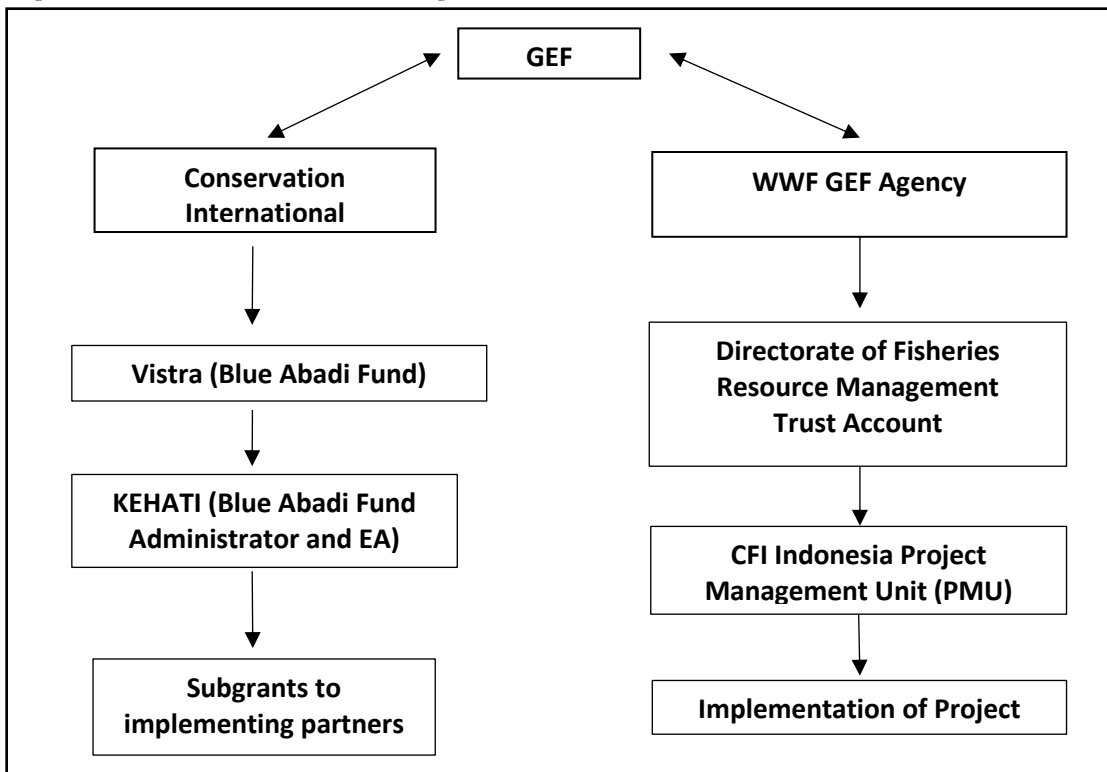 GEF
Conservation
International
WWF GEF Agency
Vistra (Blue Abadi Fund)
Directorate of Fisheries
Resource Management
Trust Account
KEHATI (Blue Abadi Fund
Administrator and EA)
CFI Indonesia Project
Management Unit (PMU)
Subgrants to
implementing partners
Implementation of Project